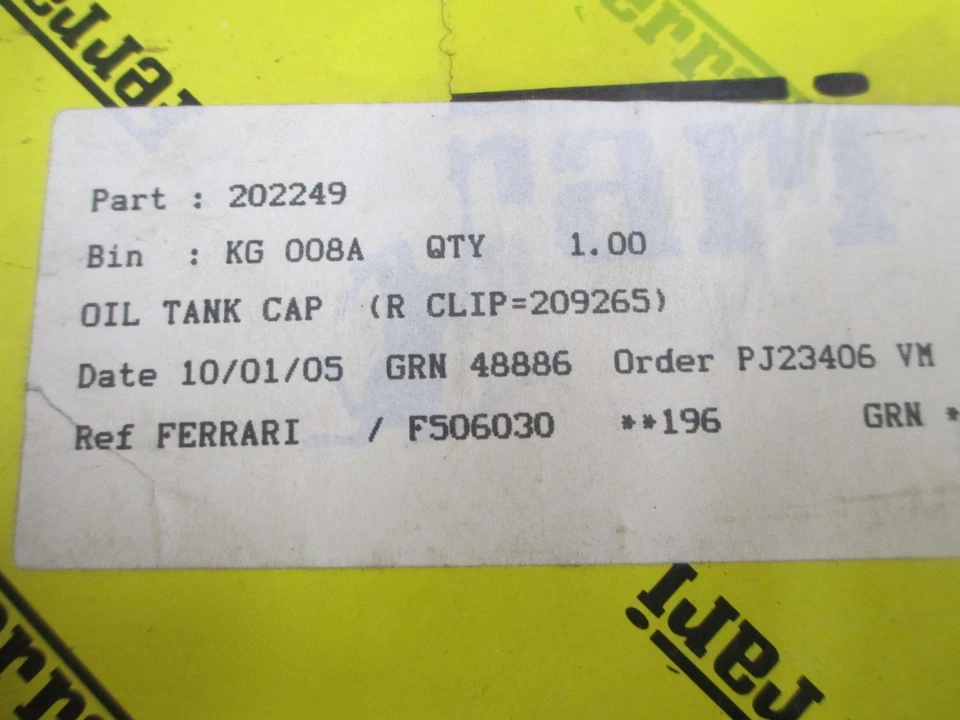 Part : 202249
Bin : KG 008A QTY 1.00
OIL TANK CAP (R CLIP=209265)
Date 10/01/05 GRN 48886 Order PJ23406 VM
Ref FERRARI / F506030 **196 GRN *